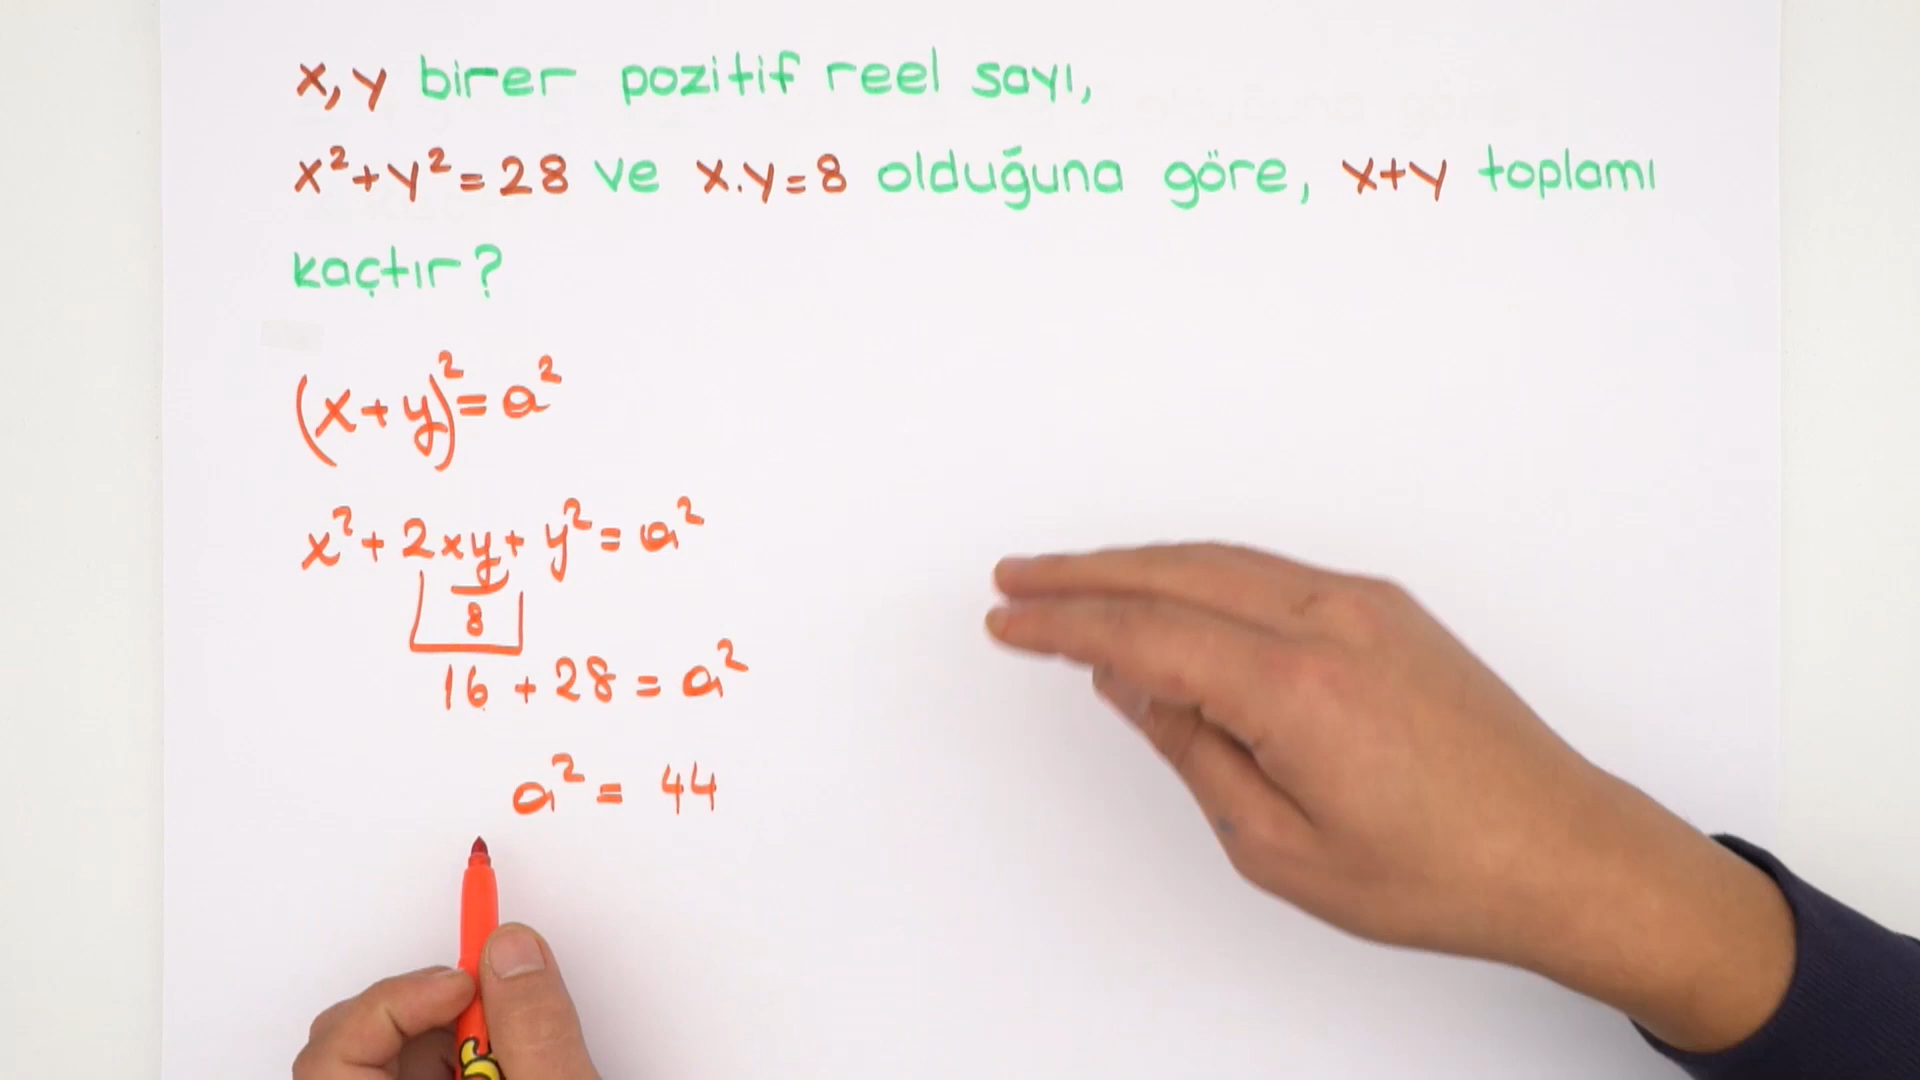 x, y birer pozitif reel sayı,
x²+y²=28 ve x.y=8 olduğuna göre, x+y toplamı
kaçtır?
(x+y)²=a²
x²+2xy+y²=a²
8
16+28=a²
a²=44